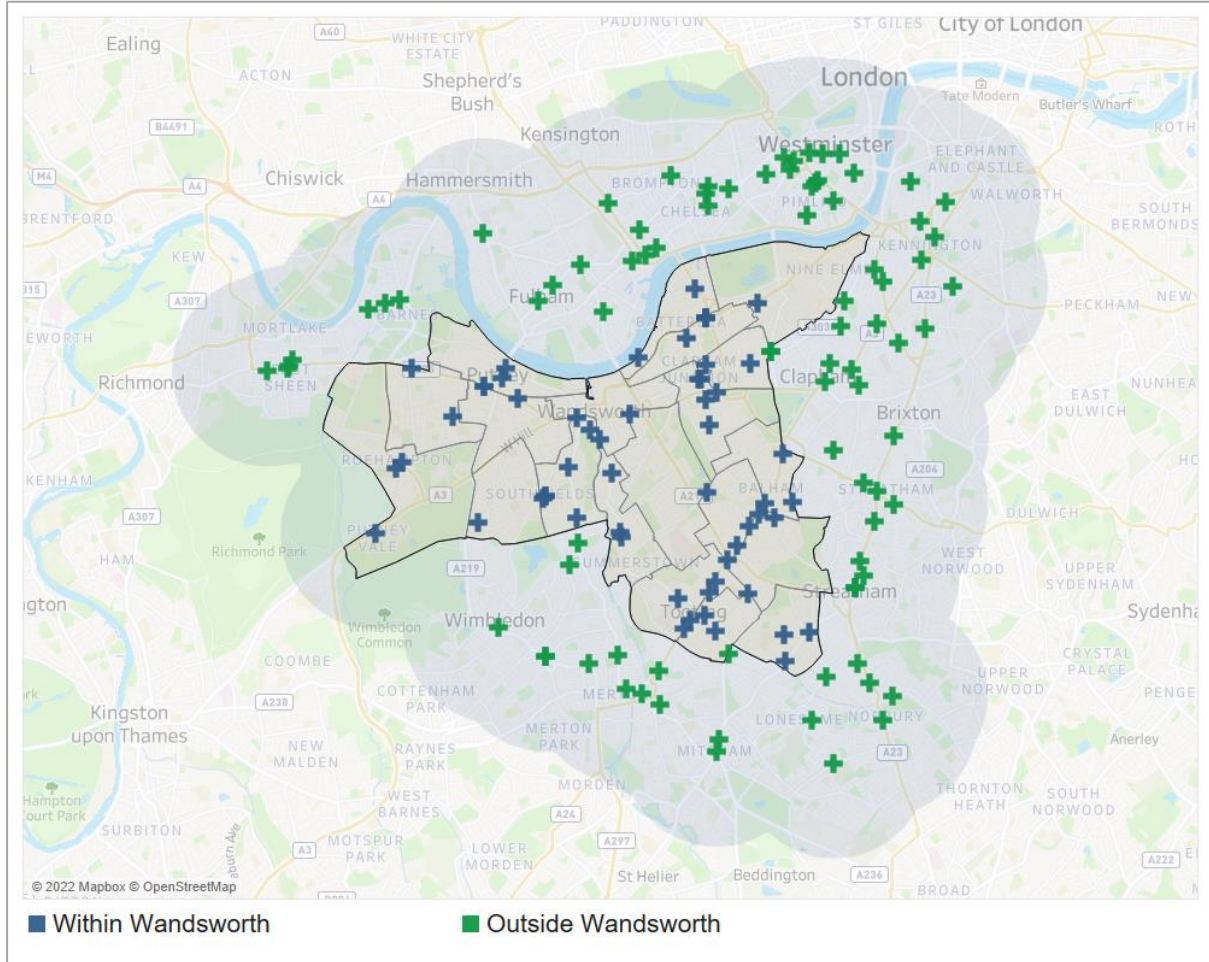 PADDINGTON
ST GILES
City of London
Ealing
A40
WHITE CITY
ESTATE
ACTON
Shepherd's
Bush
London
Tate Modern
Butler's Wharf
B4491
Kensington
Westminster
ROTH
ELEPHANT
AND CASTLE
M4
A4
Chiswick
A4
Hammersmith
BROMPTON
CHELSEA
PIMLICO
WALWORTH
SOUTH
BERMONDS
BRENTFORD
KEW
KENNINGTON
NINE ELMS
315
A307
Fulham
A23
PECKHAM
NEW
MORTLAKE
BARNES
BATTERSEA
EWORTH
Richmond
SHEEN
Putney
CLAPHAM
JUNCTION
Clapham
NUNHEA
EAST
DULWICH
Wandsworth
Brixton
W Hill
ROEHAMPTON
A204
KENHAM
A3
SOUTHFIELDS
BALHAM
STREATHAM
DULWICH
A307
HAM
Richmond Park
PUTNEY
VALE
A219
SUMMERSTOWN
WEST
NORWOOD
UPPER
SYDENHAM
Streatham
Sydenha
Wimbledon
Common
Wimbledon
Tooting
COOMBE
COTTENHAM
PARK
CRYSTAL
PALACE
UPPER
NORWOOD
PENGE
A238
Kingston
upon Thames
NEW
MALDEN
RAYNES
PARK
MERTON
PARK
LONESOME
NORBURY
MITCHAM
A23
Anerley
WEST
BARNES
MORDEN
THORNTON
HEATH
SOUTH
NORWOOD
Hampton
Court Park
SURBITON
A24
A3
MOTSPUR
PARK
LOWER
MORDEN
A297
St Helier
Beddington
A236
A222
BROAD
© 2022 Mapbox © OpenStreetMap
Within Wandsworth
Outside Wandsworth